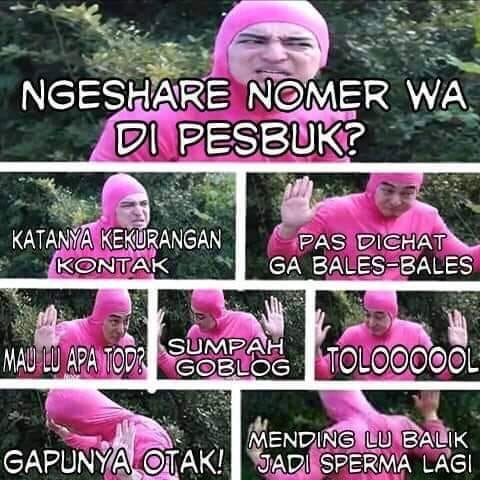 NGESHARE NOMER WA
DI PESBUK?
KATANYA KEKURANGAN
KONTAK
PAS DICHAT
GA BALES-BALES
MAU LU APA TOD?
SUMPAH
GOBLOG
TOLOOOOOL
GAPUNYA OTAK!
MENDING LU BALIK
JADI SPERMA LAGI